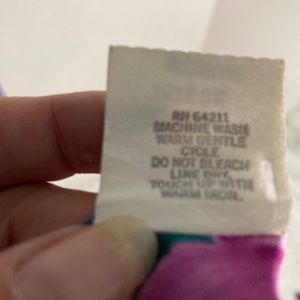 RN 64211
MACHINE WASH
WARM GENTLE
CYCLE
DO NOT BLEACH
LINE DRY.
TOUCH UP WITH
WARM IRON.